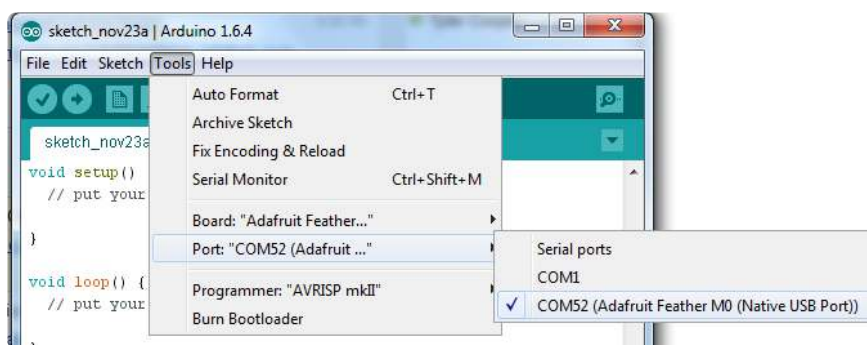 sketch_nov23a | Arduino 1.6.4
File Edit Sketch Tools Help
sketch_nov23a
void setup()
// put your
}
void loop() {
// put your
Auto Format Ctrl+T
Archive Sketch
Fix Encoding & Reload
Serial Monitor Ctrl+Shift+M
Board: "Adafruit Feather..."
Port: "COM52 (Adafruit ..."
Programmer: "AVRISP mkII"
Burn Bootloader
Serial ports
COM1
COM52 (Adafruit Feather M0 (Native USB Port))